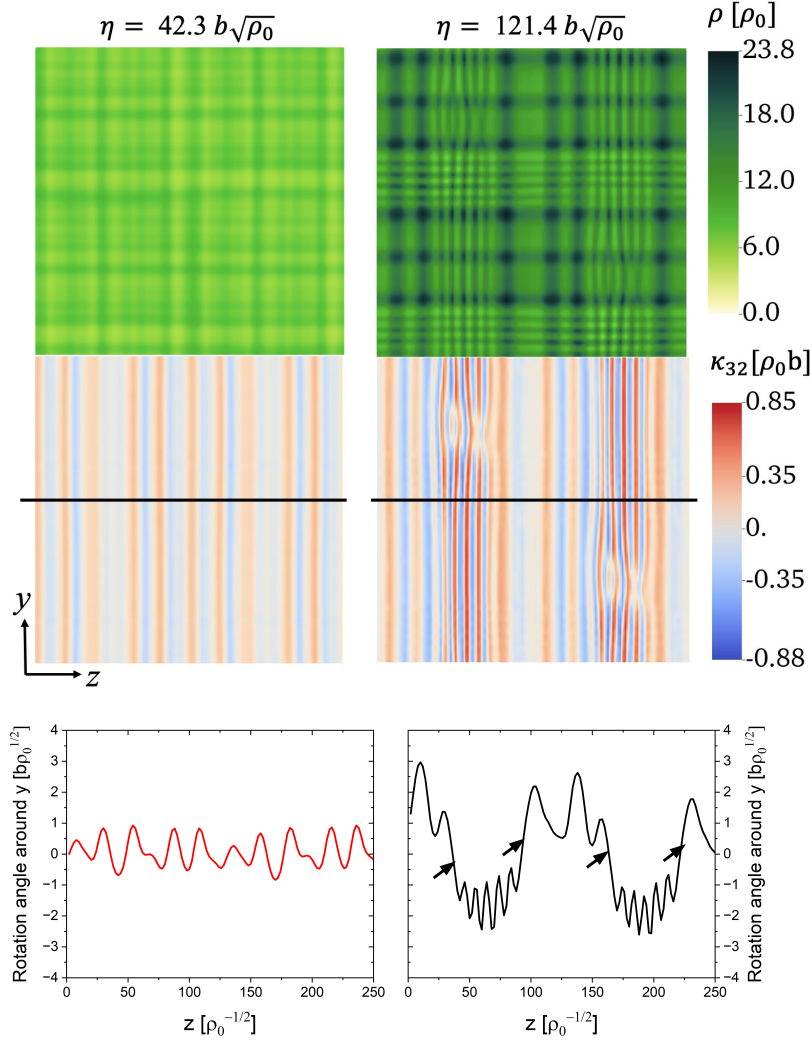 η = 42.3 b√ρ₀
η = 121.4 b√ρ₀
ρ [ρ₀]
23.8
18.0
12.0
6.0
0.0
κ₃₂[ρ₀b]
0.85
0.35
0.
-0.35
-0.88
y
z
Rotation angle around y [bρ₀^1/2]
4
3
2
1
0
-1
-2
-3
-4
0 50 100 150 200 250
z [ρ₀^-1/2]
4
3
2
1
0
-1
-2
-3
-4
Rotation angle around y [bρ₀^1/2]
0 50 100 150 200 250
z [ρ₀^-1/2]